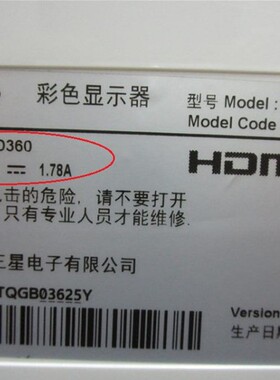 彩色显示器
型号 Model :
Model Code
D360
⎓ 1.78A
HDM
击的危险, 请不要打开
只有专业人员才能维修.
三星电子有限公司
TQGB03625Y
Version
生产日